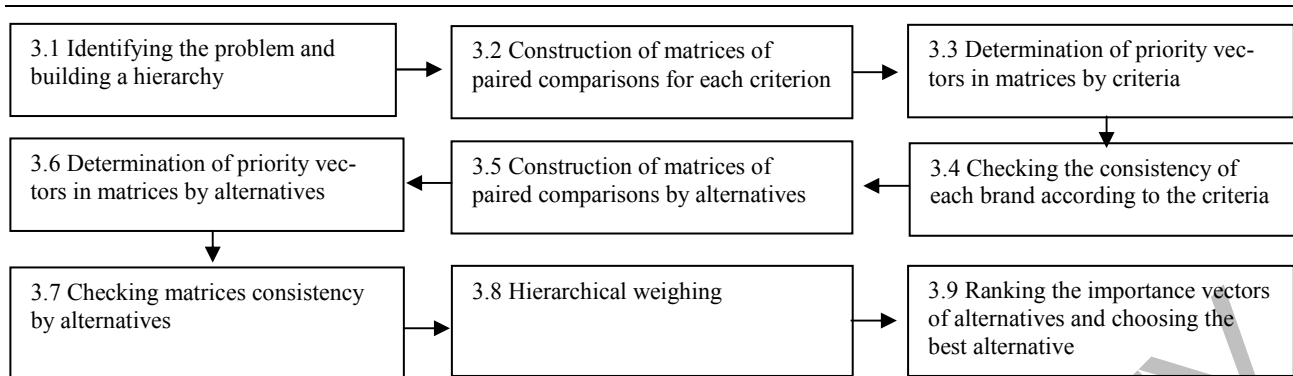 3.1 Identifying the problem and
building a hierarchy
3.2 Construction of matrices of
paired comparisons for each criterion
3.3 Determination of priority vec-
tors in matrices by criteria
3.4 Checking the consistency of
each brand according to the criteria
3.5 Construction of matrices of
paired comparisons by alternatives
3.6 Determination of priority vec-
tors in matrices by alternatives
3.7 Checking matrices consistency
by alternatives
3.8 Hierarchical weighing
3.9 Ranking the importance vectors
of alternatives and choosing the
best alternative